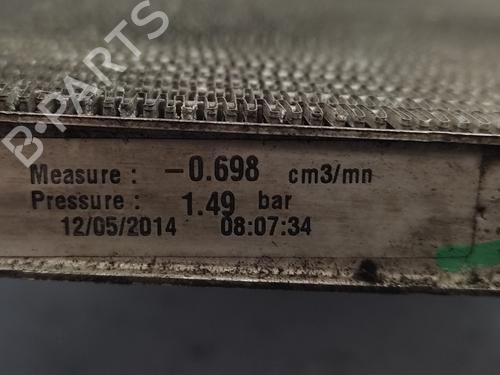 B-PARTS
Measure : -0.698 cm3/mn
Pressure : 1.49 bar
12/05/2014 08:07:34